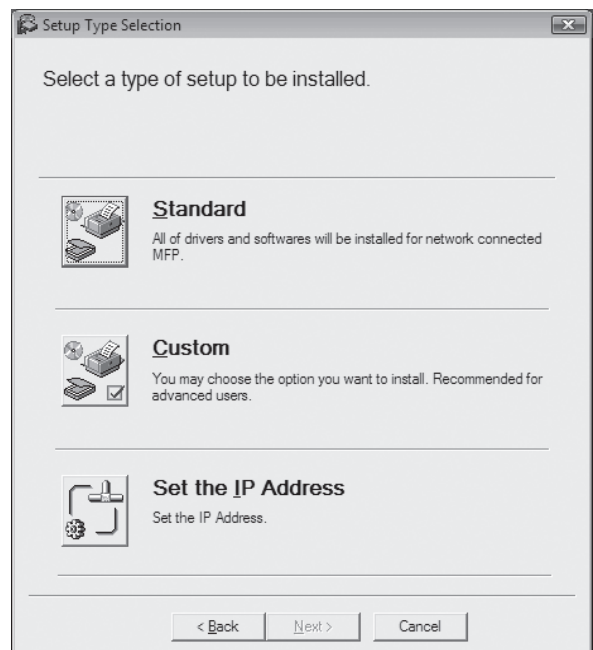 Setup Type Selection
Select a type of setup to be installed.
Standard
All of drivers and softwares will be installed for network connected
MFP.
Custom
You may choose the option you want to install. Recommended for
advanced users.
Set the IP Address
Set the IP Address.
< Back Next > Cancel